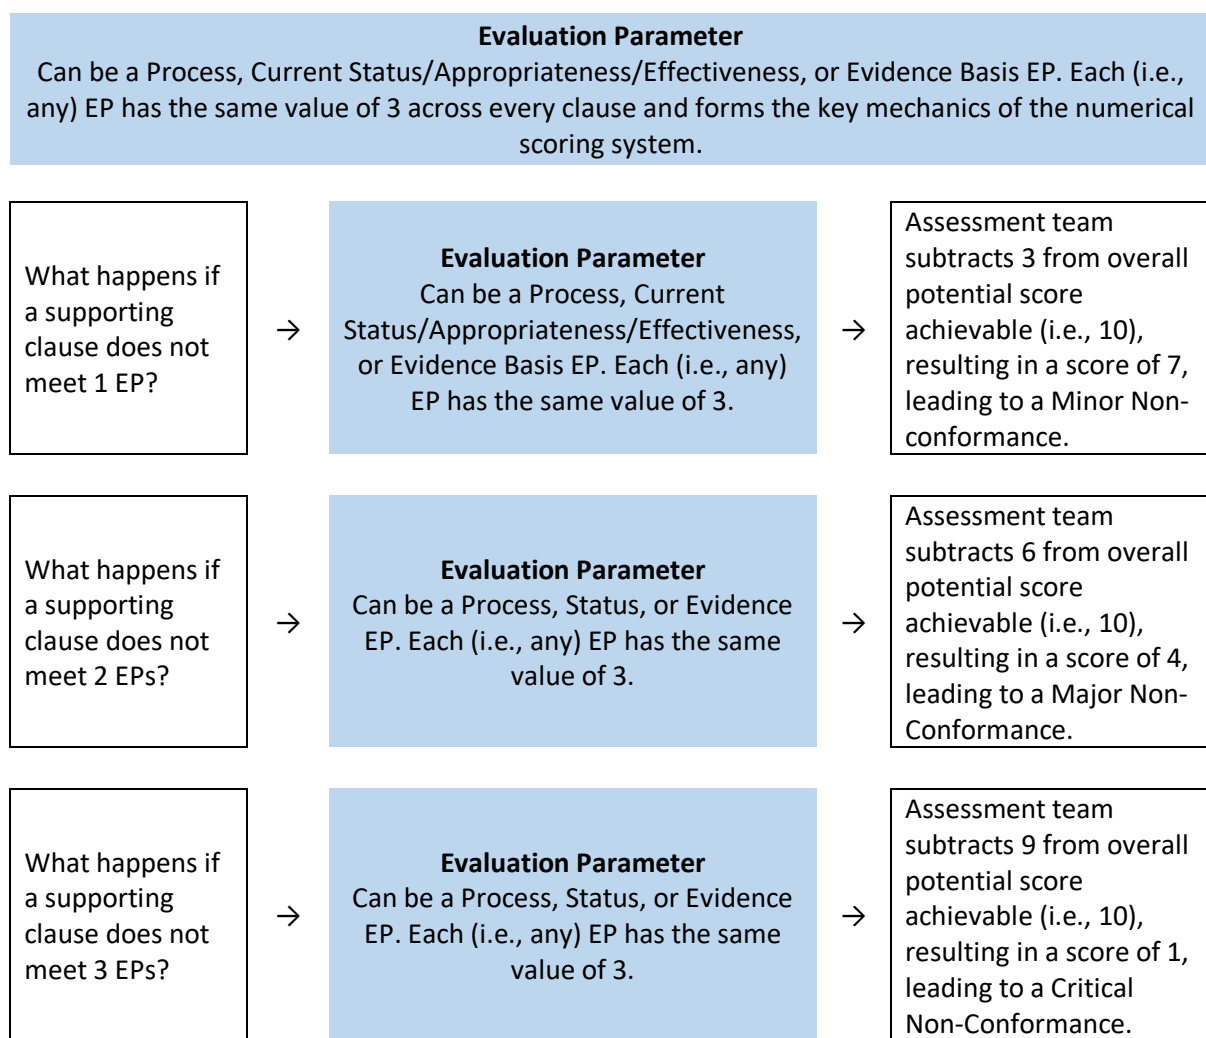 Evaluation Parameter
Can be a Process, Current Status/Appropriateness/Effectiveness, or Evidence Basis EP. Each (i.e.,
any) EP has the same value of 3 across every clause and forms the key mechanics of the numerical
scoring system.
What happens if
a supporting
clause does not
meet 1 EP?
→
Evaluation Parameter
Can be a Process, Current
Status/Appropriateness/Effectiveness,
or Evidence Basis EP. Each (i.e., any)
EP has the same value of 3.
→
Assessment team
subtracts 3 from overall
potential score
achievable (i.e., 10),
resulting in a score of 7,
leading to a Minor Non-
conformance.
What happens if
a supporting
clause does not
meet 2 EPs?
→
Evaluation Parameter
Can be a Process, Status, or Evidence
EP. Each (i.e., any) EP has the same
value of 3.
→
Assessment team
subtracts 6 from overall
potential score
achievable (i.e., 10),
resulting in a score of 4,
leading to a Major Non-
Conformance.
What happens if
a supporting
clause does not
meet 3 EPs?
→
Evaluation Parameter
Can be a Process, Status, or Evidence
EP. Each (i.e., any) EP has the same
value of 3.
→
Assessment team
subtracts 9 from overall
potential score
achievable (i.e., 10),
resulting in a score of 1,
leading to a Critical
Non-Conformance.